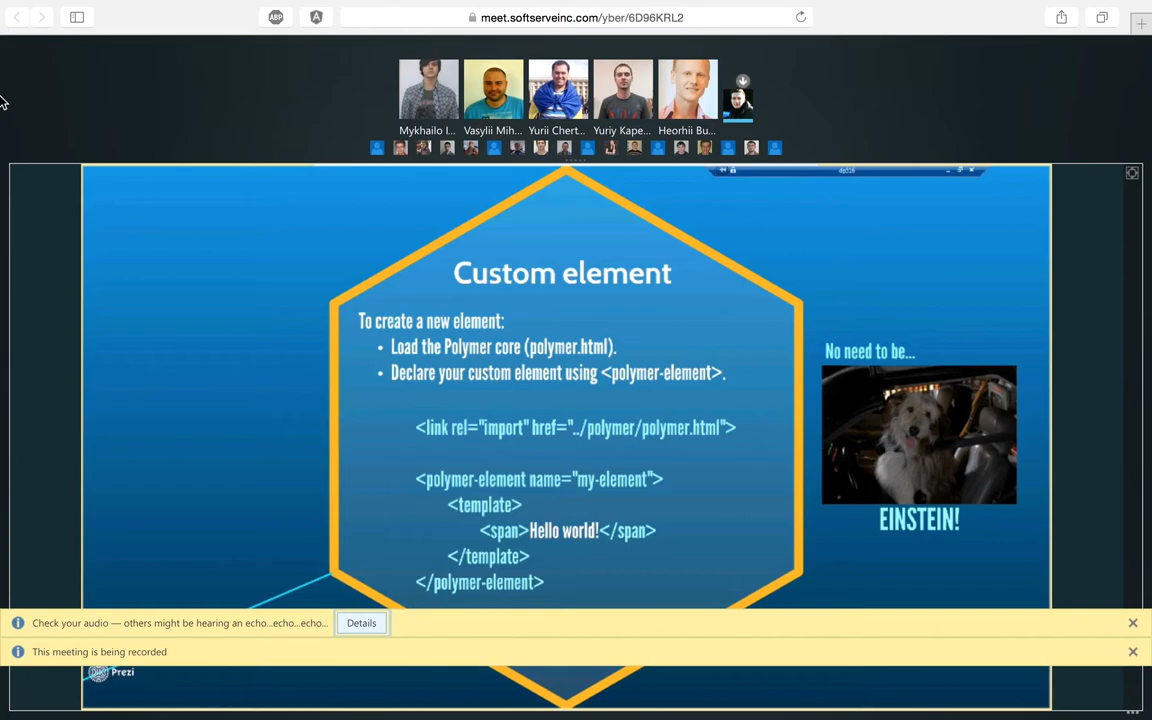 ABP
meet.softserveinc.com/yber/6D96KRL2
Mykhailo I...
Vasylii Mih...
Yurii Chert...
Yuriy Kape...
Heorhii Bu...
dp326
Custom element
To create a new element:
• Load the Polymer core (polymer.html).
• Declare your custom element using <polymer-element>.
<link rel="import" href="../polymer/polymer.html">
<polymer-element name="my-element">
<template>
<span>Hello world!</span>
</template>
</polymer-element>
No need to be...
EINSTEIN!
Check your audio — others might be hearing an echo...echo...echo...
Details
This meeting is being recorded
Prezi